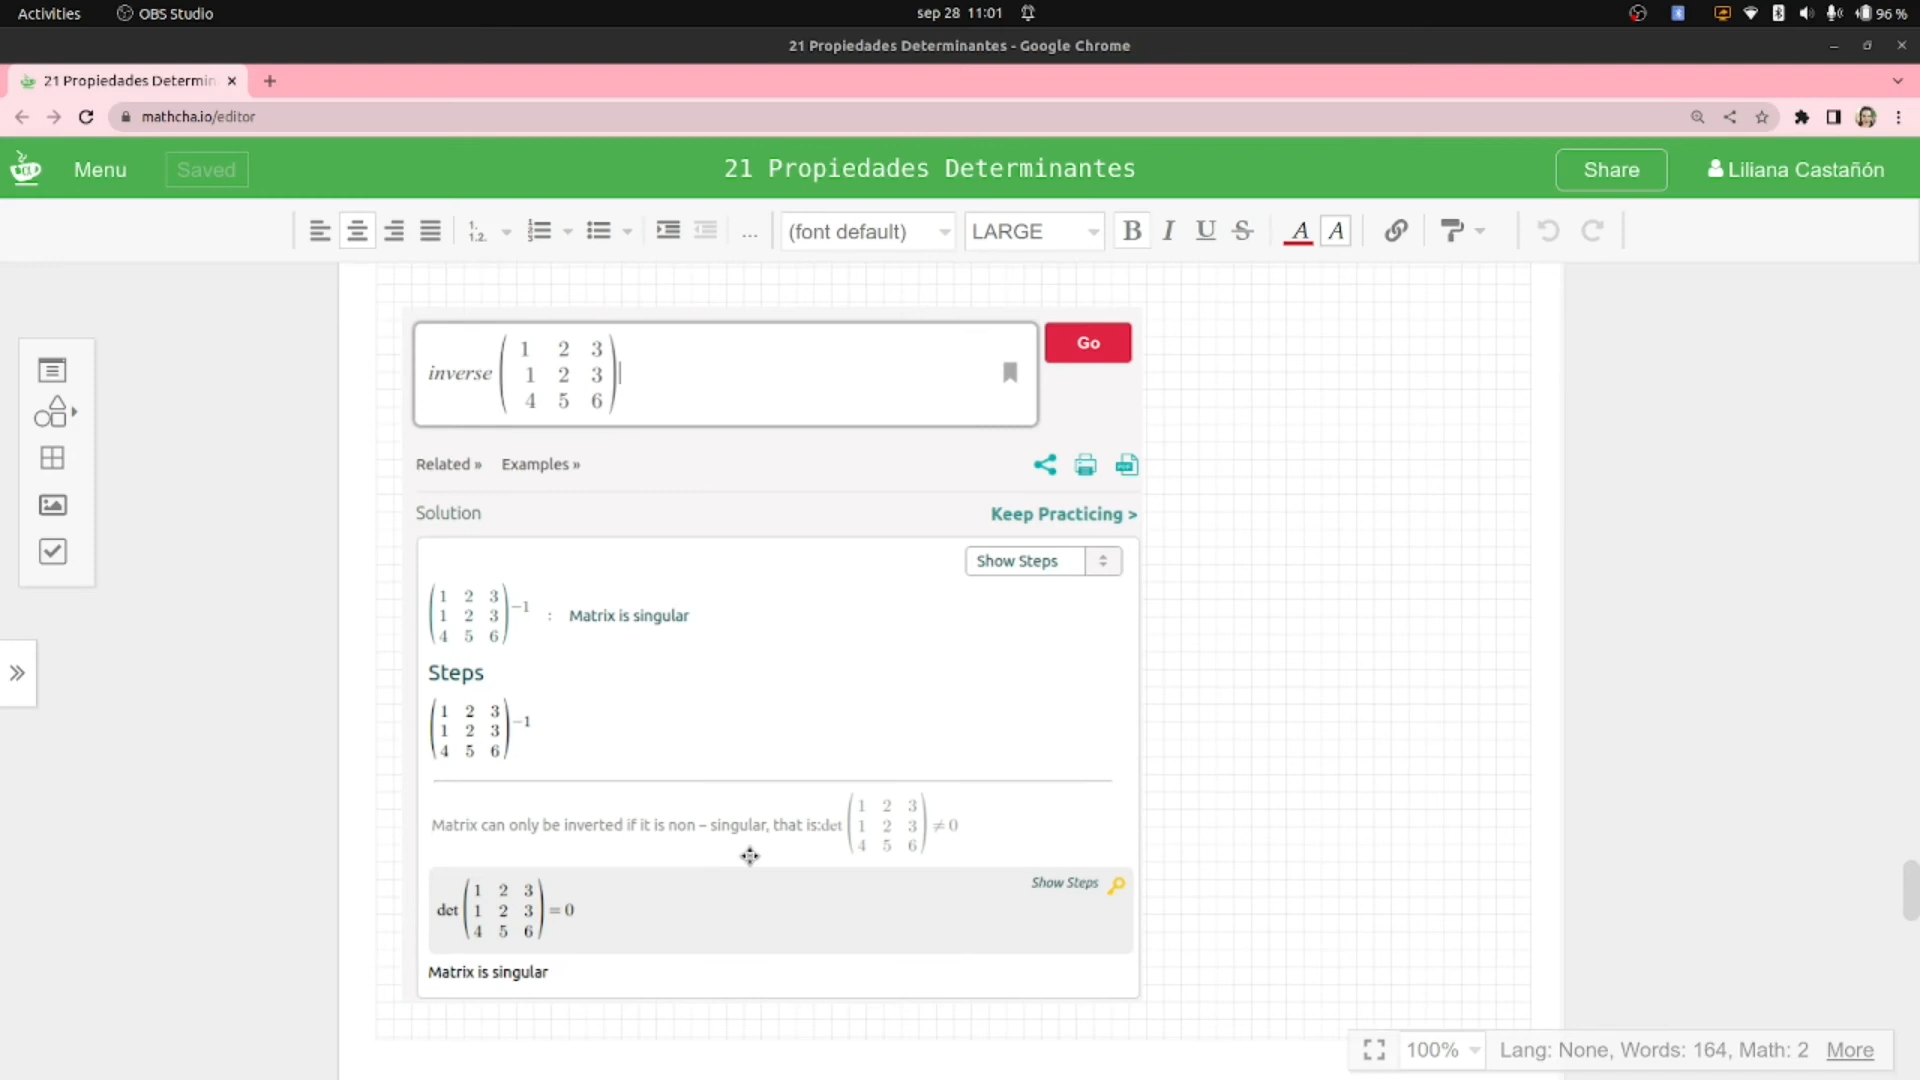 Activities OBS Studio sep 28 11:01 96 %
21 Propiedades Determinantes - Google Chrome
21 Propiedades Determin
mathcha.io/editor
Menu Saved 21 Propiedades Determinantes Share Liliana Castañón
(font default) LARGE B I U S A A
inverse
1 2 3
1 2 3
4 5 6
Go
Related » Examples »
Solution Keep Practicing >
Show Steps
1 2 3
1 2 3 −1 : Matrix is singular
4 5 6
Steps
1 2 3
1 2 3 −1
4 5 6
Matrix can only be inverted if it is non – singular, that is:det
1 2 3
1 2 3 ≠ 0
4 5 6
Show Steps
det
1 2 3
1 2 3 = 0
4 5 6
Matrix is singular
100% Lang: None, Words: 164, Math: 2 More